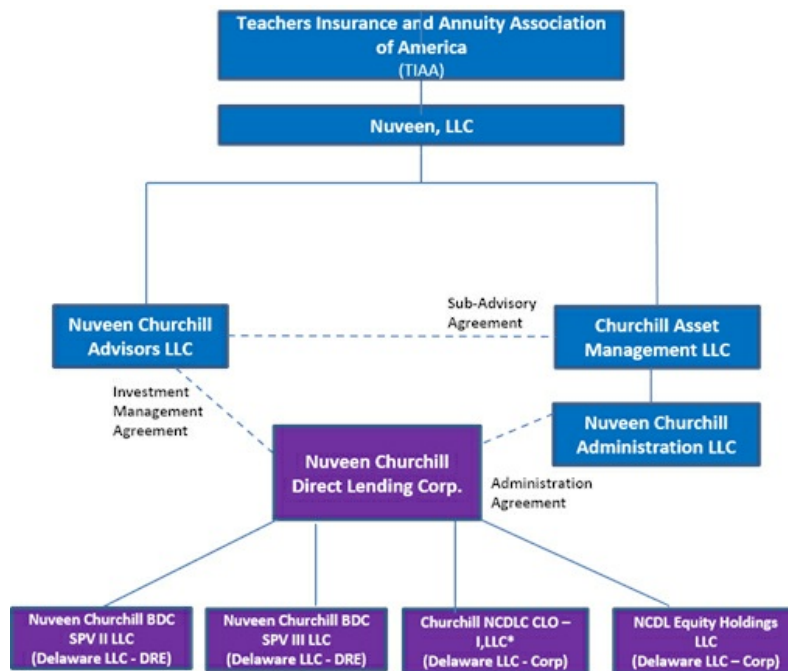 Teachers Insurance and Annuity Association
of America
(TIAA)
Nuveen, LLC
Sub-Advisory
Agreement
Nuveen Churchill
Advisors LLC
Churchill Asset
Management LLC
Investment
Management
Agreement
Nuveen Churchill
Administration LLC
Nuveen Churchill
Direct Lending Corp.
Administration
Agreement
Nuveen Churchill BDC
SPV II LLC
(Delaware LLC - DRE)
Nuveen Churchill BDC
SPV III LLC
(Delaware LLC - DRE)
Churchill NCDLC CLO –
I,LLC*
(Delaware LLC - Corp)
NCDL Equity Holdings
LLC
(Delaware LLC – Corp)